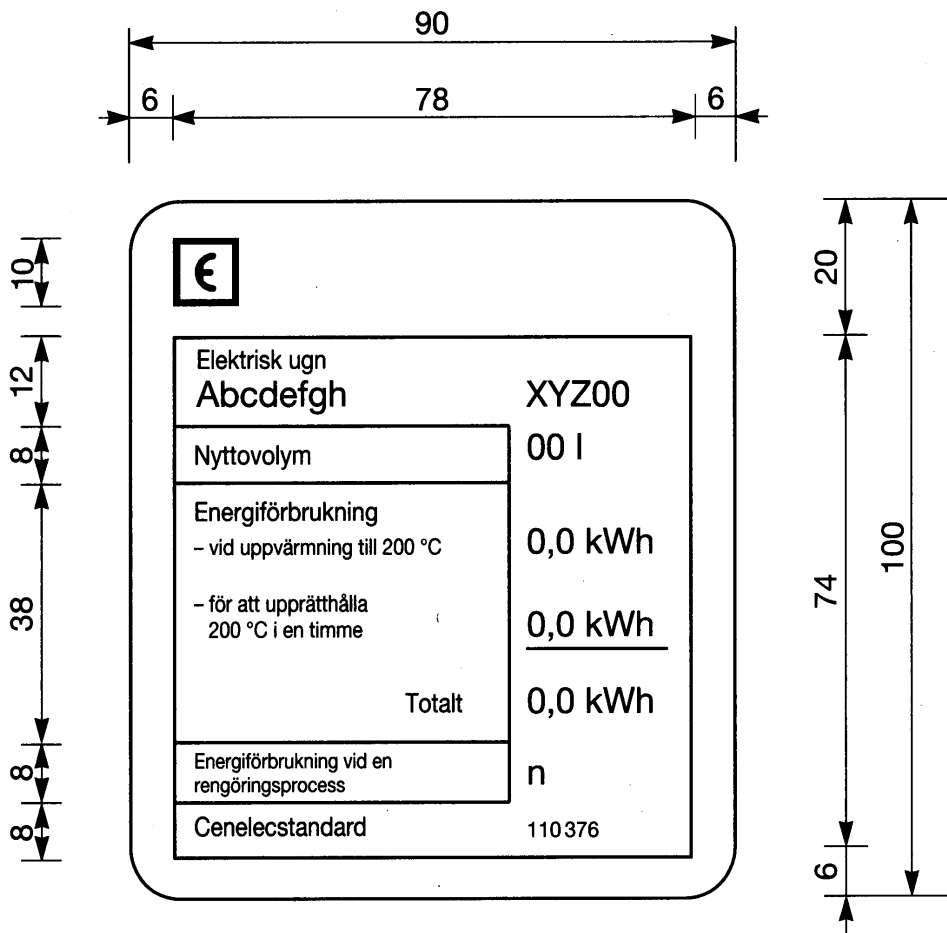 90
6 78 6
10
20
Elektrisk ugn
Abcdefgh XYZ00
12
Nyttovolym 00 l
8
Energiförbrukning
– vid uppvärmning till 200 °C 0,0 kWh
– för att upprätthålla
200 °C i en timme 0,0 kWh
38
74
100
Totalt 0,0 kWh
Energiförbrukning vid en
rengöringsprocess n
8
Cenelecstandard 110 376
8
6